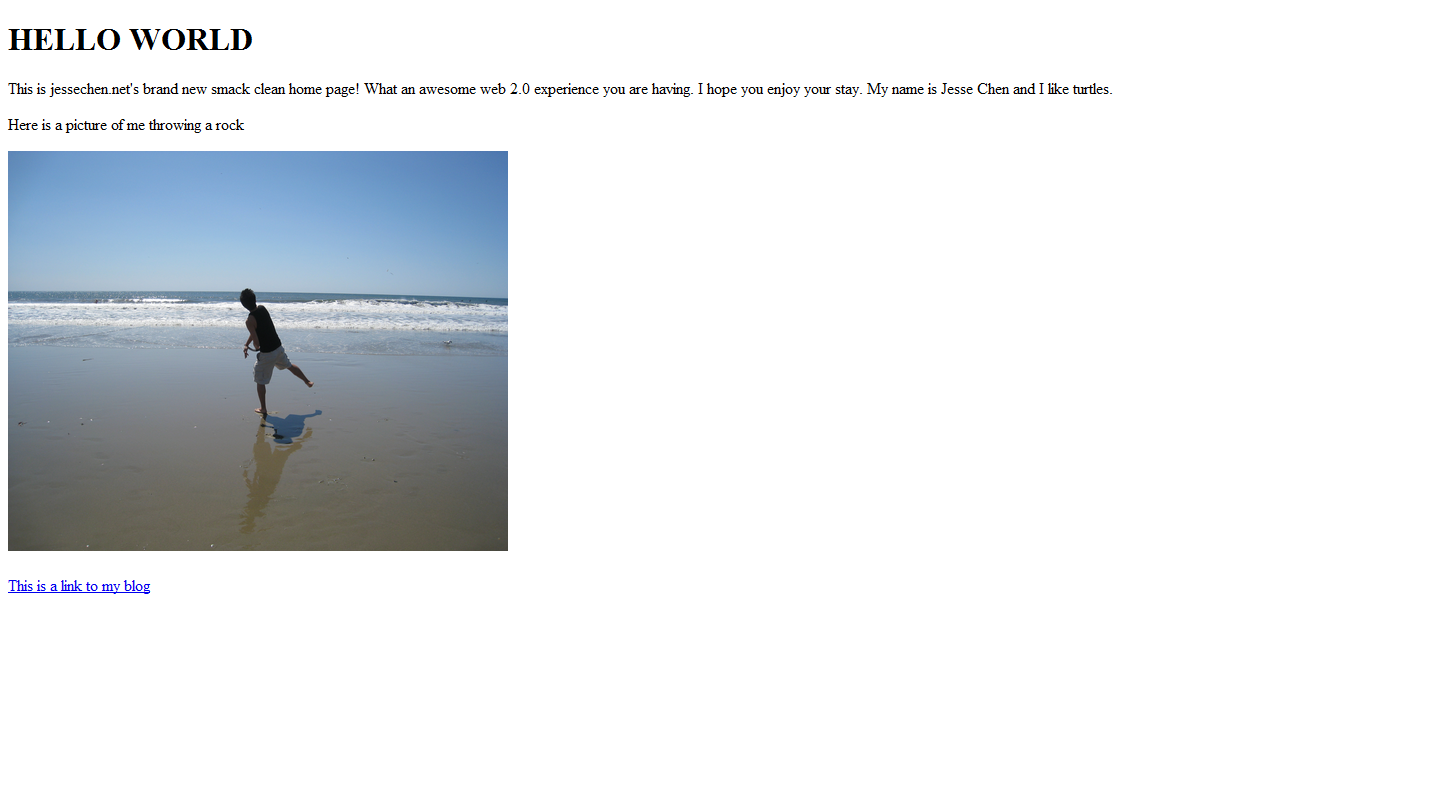 HELLO WORLD
This is jessechen.net's brand new smack clean home page! What an awesome web 2.0 experience you are having. I hope you enjoy your stay. My name is Jesse Chen and I like turtles.
Here is a picture of me throwing a rock
This is a link to my blog